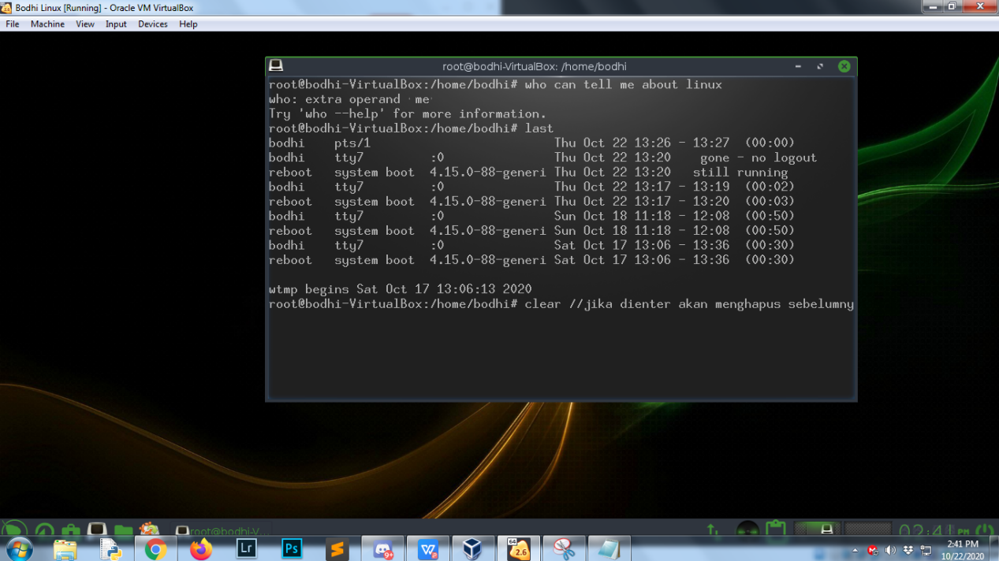 Bodhi Linux [Running] - Oracle VM VirtualBox
File Machine View Input Devices Help
root@bodhi-VirtualBox: /home/bodhi
root@bodhi-VirtualBox:/home/bodhi# who can tell me about linux
who: extra operand 'me'
Try 'who --help' for more information.
root@bodhi-VirtualBox:/home/bodhi# last
bodhi pts/1 Thu Oct 22 13:26 - 13:27 (00:00)
bodhi tty7 :0 Thu Oct 22 13:20 gone - no logout
reboot system boot 4.15.0-88-generi Thu Oct 22 13:20 still running
bodhi tty7 :0 Thu Oct 22 13:17 - 13:19 (00:02)
reboot system boot 4.15.0-88-generi Thu Oct 22 13:17 - 13:20 (00:03)
bodhi tty7 :0 Sun Oct 18 11:18 - 12:08 (00:50)
reboot system boot 4.15.0-88-generi Sun Oct 18 11:18 - 12:08 (00:50)
bodhi tty7 :0 Sat Oct 17 13:06 - 13:36 (00:30)
reboot system boot 4.15.0-88-generi Sat Oct 17 13:06 - 13:36 (00:30)
wtmp begins Sat Oct 17 13:06:13 2020
root@bodhi-VirtualBox:/home/bodhi# clear //jika dienter akan menghapus sebelumny
root@bodhi-V...
02:41 PM
Lr
Ps
9+
2.6
2:41 PM
10/22/2020